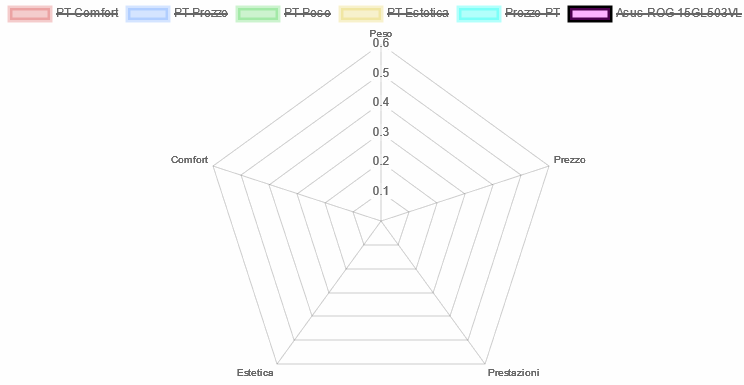 PT Comfort PT Prezzo PT Peso PT Estetica Prezzo-PT Asus-ROG-15GL503VL
Peso
0.6
0.5
0.4
0.3
0.2
0.1
Comfort
Prezzo
Estetica
Prestazioni